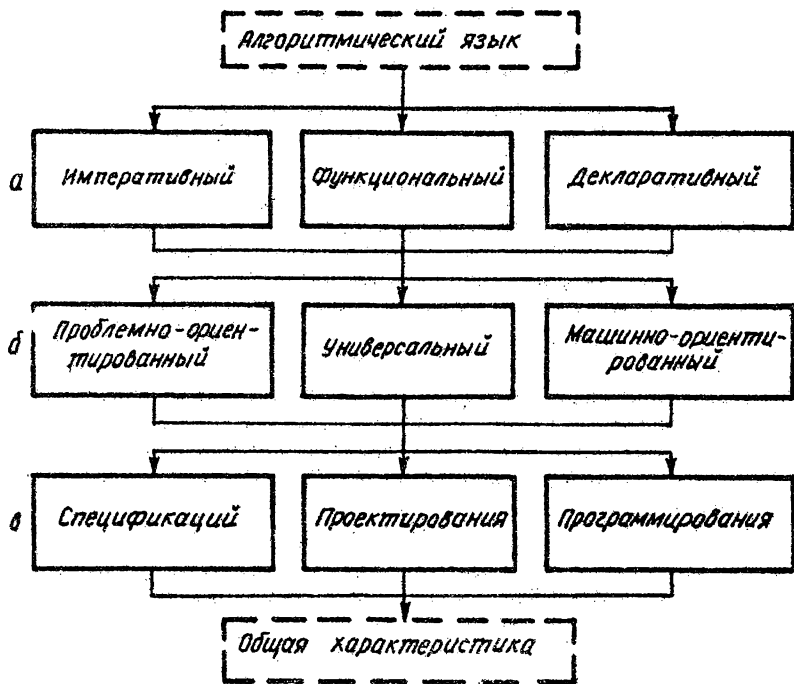 Алгоритмический язык
а
Императивный
Функциональный
Декларативный
б
Проблемно-ориен-
тированный
Универсальный
Машинно-ориенти-
рованный
в
Спецификаций
Проектирования
Программирования
Общая характеристика